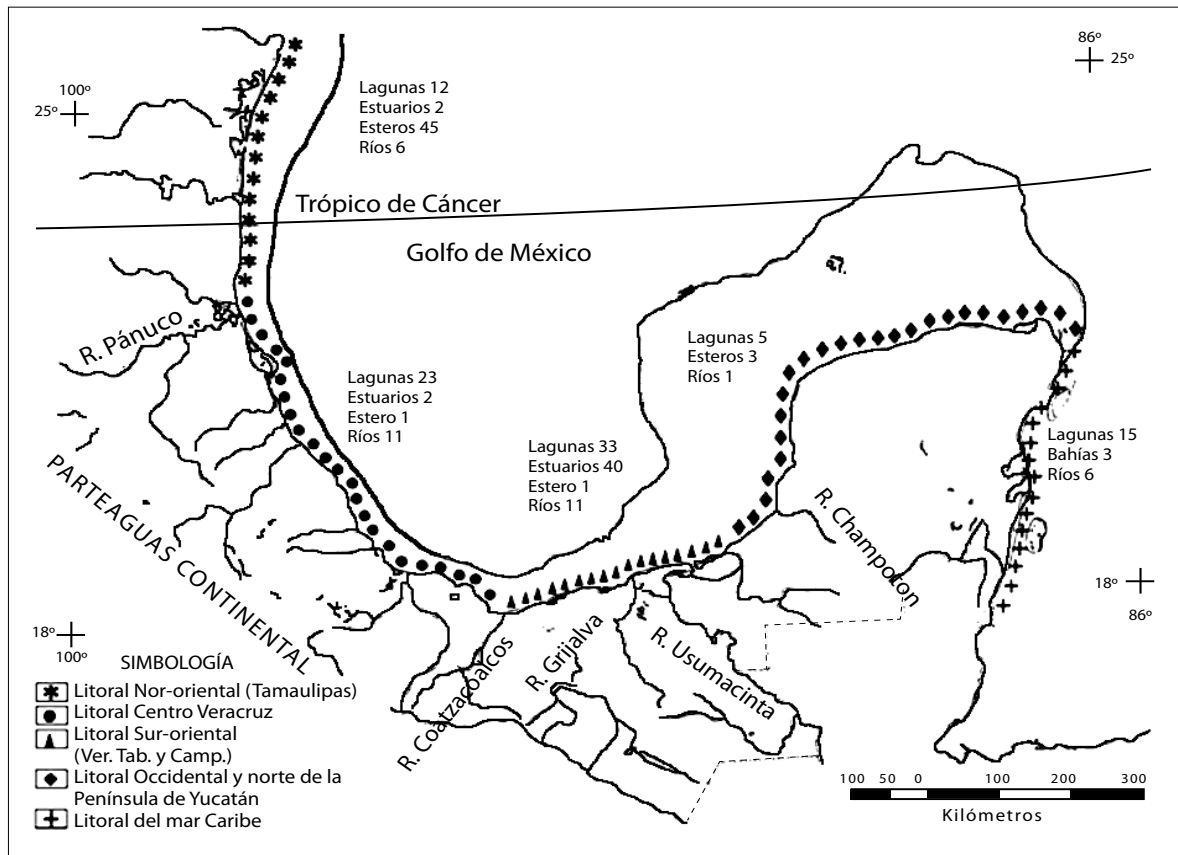 86º
25º
100º
25º
Lagunas 12
Estuarios 2
Esteros 45
Ríos 6
Trópico de Cáncer
Golfo de México
R. Pánuco
Lagunas 23
Estuarios 2
Estero 1
Ríos 11
Lagunas 33
Estuarios 40
Estero 1
Ríos 11
Lagunas 5
Esteros 3
Ríos 1
Lagunas 15
Bahías 3
Ríos 6
PARTEAGUAS CONTINENTAL
R. Coatzacoalcos
R. Grijalva
R. Usumacinta
R. Champoton
18º
86º
18º
100º
SIMBOLOGÍA
Litoral Nor-oriental (Tamaulipas)
Litoral Centro Veracruz
Litoral Sur-oriental
(Ver. Tab. y Camp.)
Litoral Occidental y norte de la
Península de Yucatán
Litoral del mar Caribe
100 50 0 100 200 300
Kilómetros